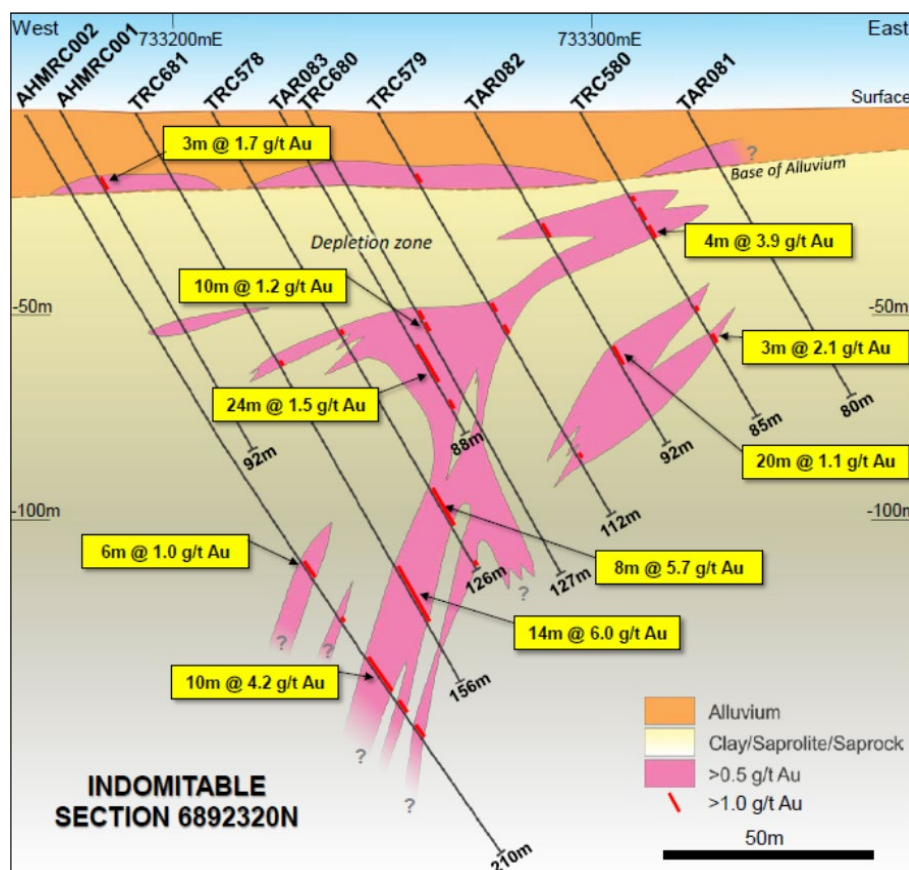 West
733200mE
733300mE
East
AHMRC002
AHMRC001
TRC681
TRC578
TAR083
TRC680
TRC579
TAR082
TRC580
TAR081
Surface
3m @ 1.7 g/t Au
?
Base of Alluvium
Depletion zone
4m @ 3.9 g/t Au
10m @ 1.2 g/t Au
-50m
-50m
3m @ 2.1 g/t Au
24m @ 1.5 g/t Au
80m
85m
88m
92m
92m
20m @ 1.1 g/t Au
-100m
-100m
112m
6m @ 1.0 g/t Au
126m
127m
8m @ 5.7 g/t Au
?
14m @ 6.0 g/t Au
?
?
10m @ 4.2 g/t Au
156m
?
?
210m
INDOMITABLE
SECTION 6892320N
Alluvium
Clay/Saprolite/Saprock
>0.5 g/t Au
>1.0 g/t Au
50m